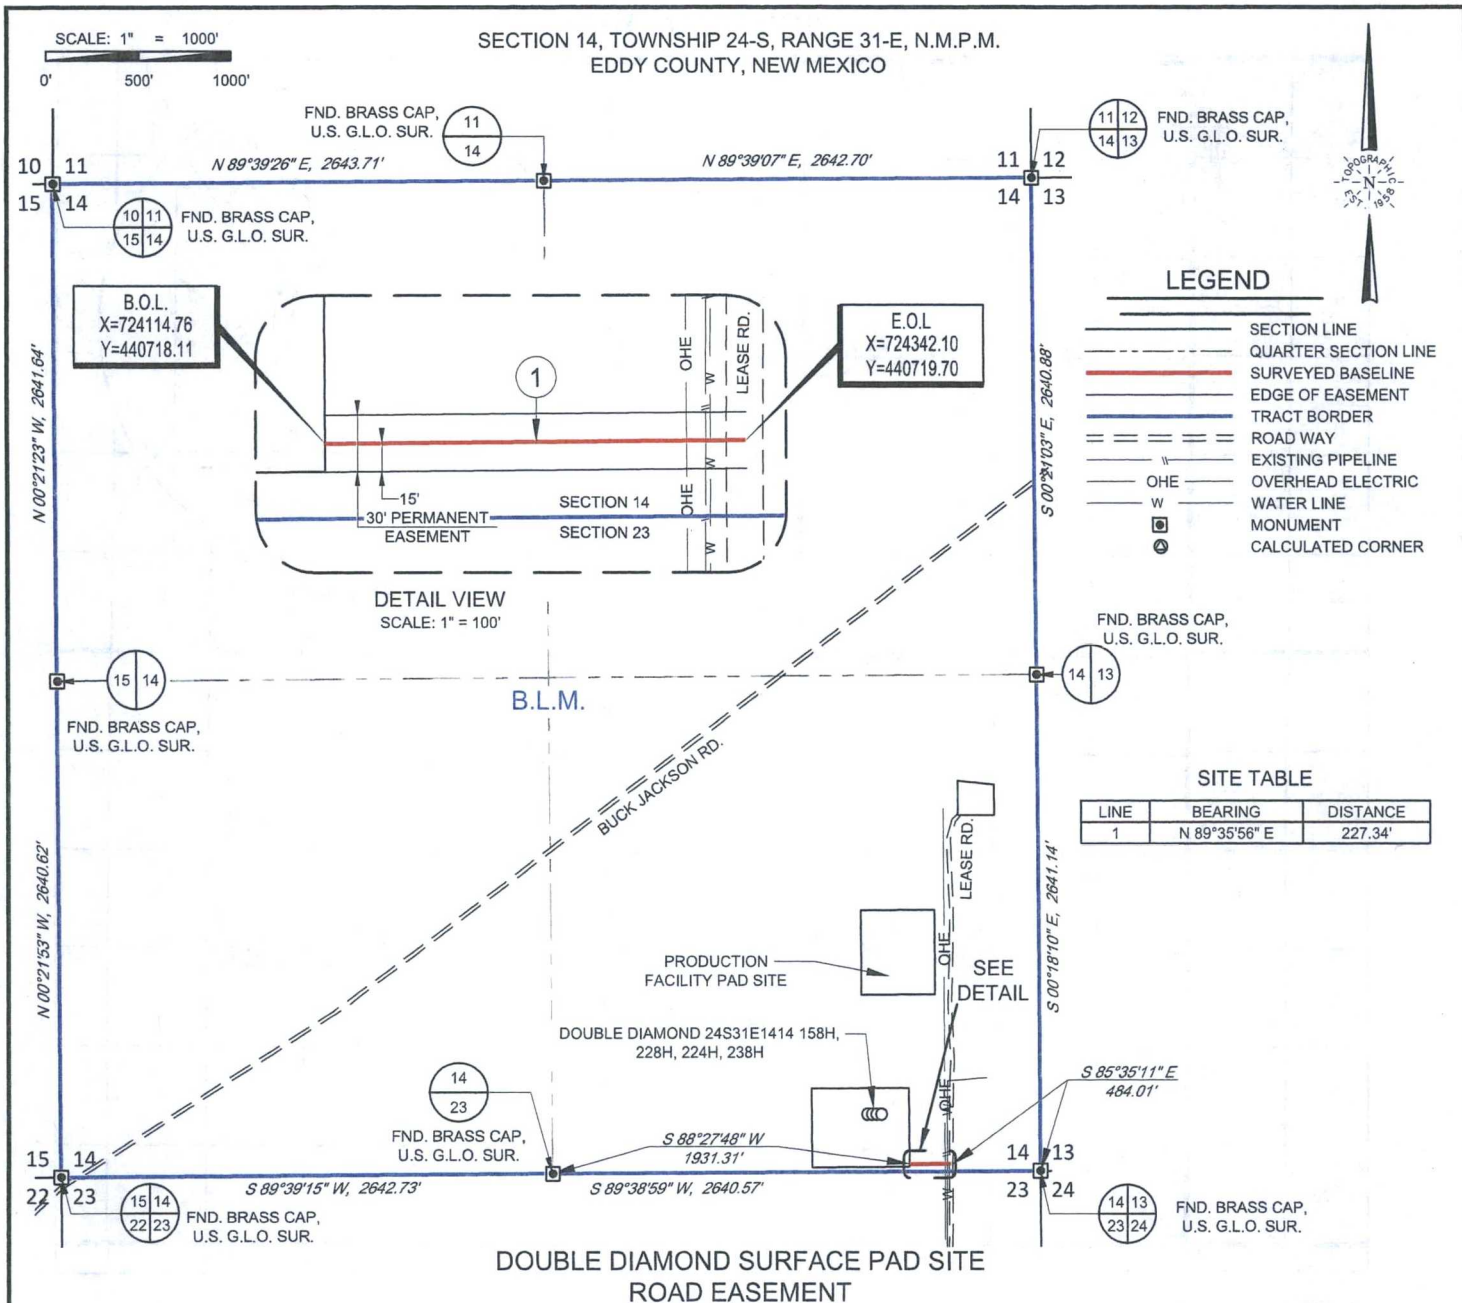 SCALE: 1" = 1000'
0' 500' 1000'
SECTION 14, TOWNSHIP 24-S, RANGE 31-E, N.M.P.M.
EDDY COUNTY, NEW MEXICO
FND. BRASS CAP,
U.S. G.L.O. SUR.
11
14
11 12
14 13
FND. BRASS CAP,
U.S. G.L.O. SUR.
N 89°39'26" E, 2643.71'
N 89°39'07" E, 2642.70'
10 11
15 14
11 12
14 13
TOPOGRAPHIC
N
EST. 1958
10 11
15 14
FND. BRASS CAP,
U.S. G.L.O. SUR.
B.O.L.
X=724114.76
Y=440718.11
E.O.L
X=724342.10
Y=440719.70
1
OHE
W
LEASE RD.
OHE
W
W
15'
30' PERMANENT
EASEMENT
SECTION 14
SECTION 23
DETAIL VIEW
SCALE: 1" = 100'
N 00°21'23" W, 2641.64'
S 00°21'03" E, 2640.88'
LEGEND
SECTION LINE
QUARTER SECTION LINE
SURVEYED BASELINE
EDGE OF EASEMENT
TRACT BORDER
ROAD WAY
EXISTING PIPELINE
OHE OVERHEAD ELECTRIC
W WATER LINE
MONUMENT
CALCULATED CORNER
FND. BRASS CAP,
U.S. G.L.O. SUR.
14 13
15 14
FND. BRASS CAP,
U.S. G.L.O. SUR.
B.L.M.
BUCK JACKSON RD.
SITE TABLE
LINE BEARING DISTANCE
1 N 89°35'56" E 227.34'
N 00°21'53" W, 2640.62'
S 00°18'10" E, 2641.14'
LEASE RD.
OHE
PRODUCTION
FACILITY PAD SITE
SEE
DETAIL
DOUBLE DIAMOND 24S31E1414 158H,
228H, 224H, 238H
OHE
W
S 85°35'11" E
484.01'
14
23
FND. BRASS CAP,
U.S. G.L.O. SUR.
S 88°27'48" W
1931.31'
15 14
22 23
14 13
23 24
S 89°39'15" W, 2642.73'
S 89°38'59" W, 2640.57'
W
15 14
22 23
FND. BRASS CAP,
U.S. G.L.O. SUR.
14 13
23 24
FND. BRASS CAP,
U.S. G.L.O. SUR.
DOUBLE DIAMOND SURFACE PAD SITE
ROAD EASEMENT